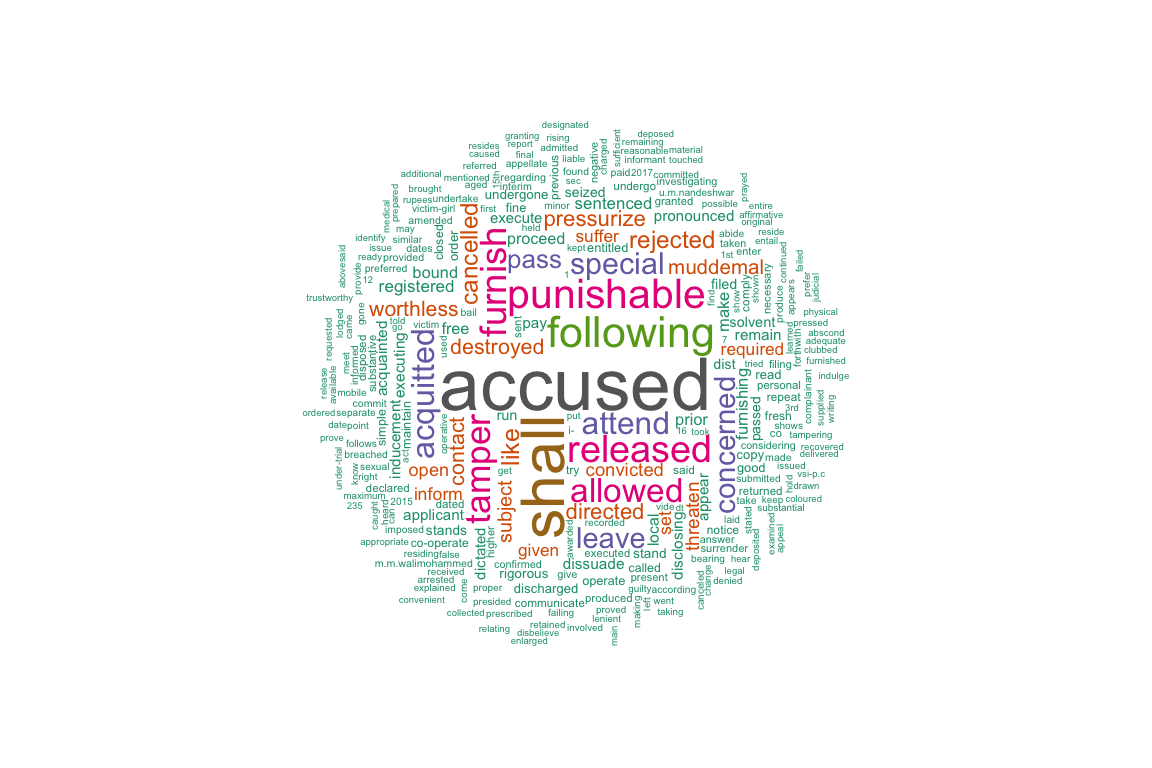 designated
granting rising deposed
resides report admitted sufficient remaining
caused final negative charged reasonable material
referred appellate previous liable informant touched
additional mentioned regarding found paid 2017 committed
aged 15th interim sec undergo investigating prayed
brought undergone seized u.m.nandeshwar
medical prepared rupees undertake fine minor sentenced granted possible entire
victim-girl first affirmative
amended cancelled execute pressurize pronounced original
may held abide reside
identify similar closed order furnish proceed suffer rejected taken entail
issue dates kept entitled 1st enter
abovesaid ready provided pass special muddemal continued failed
preferred bound 1 necessary
provide 12 registered punishable find filed comply shown produce appears prefer judicial
trustworthy show
gone worthless bail make physical
requested lodged came told go victim free sent pay following solvent learned opressed
7 remain forthwith abscond
informed disposed acquainted used destroyed required adequate
meet substantive executing clubbed
release available acquitted accused dist tried filing furnished
mobile read indulge
commit concerned furnishing personal complainant supplied writing
ordered separate simple inducement maintain act operative tamper run shall put attend prior passed repeat 3rd
date point fresh
prove follows contact like i- released 16 took co shows tampering
breached considering recovered
under-trial know sexual open get try convicted said copy made delivered
right good issued vsi-p.c
declared allowed submitted hold drawn
maximum 2015 inform subject directed threaten appear returned keep coloured
235 caught heard can dated vide dt take substantial
applicant set local laid stated
imposed stands recorded notice
appropriate co-operate dictated higher given awarded leave disclosing answer examined appeal
residing false executed stand surrender deposited
m.m.walimohammed confirmed dissuade called bearing hear
received rigorous give present canceled change legal
arrested operate denied
explained come proper discharged guilty according
convenient presided communicate produced left went
collected prescribed failing proved making taking
retained lenient
relating disbelieve involved main
enlarged